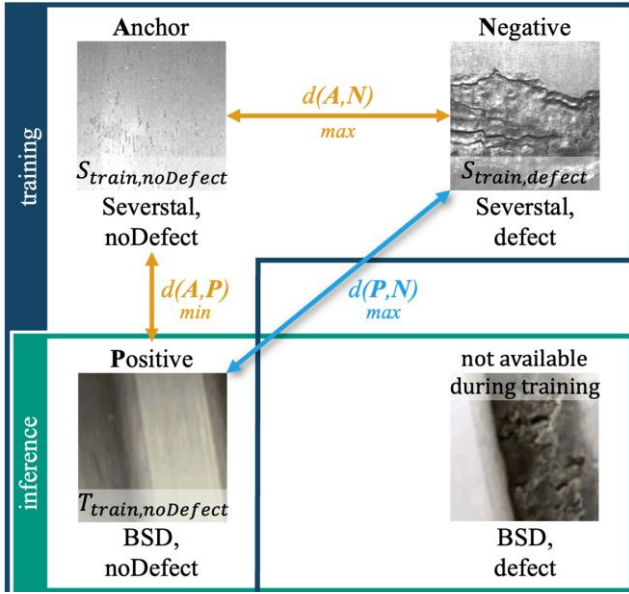 Anchor
Negative
d(A,N)
max
S_train,noDefect
S_train,defect
Severstal,
noDefect
Severstal,
defect
training
d(A,P)
min
d(P,N)
max
Positive
not available
during training
T_train,noDefect
BSD,
noDefect
BSD,
defect
inference